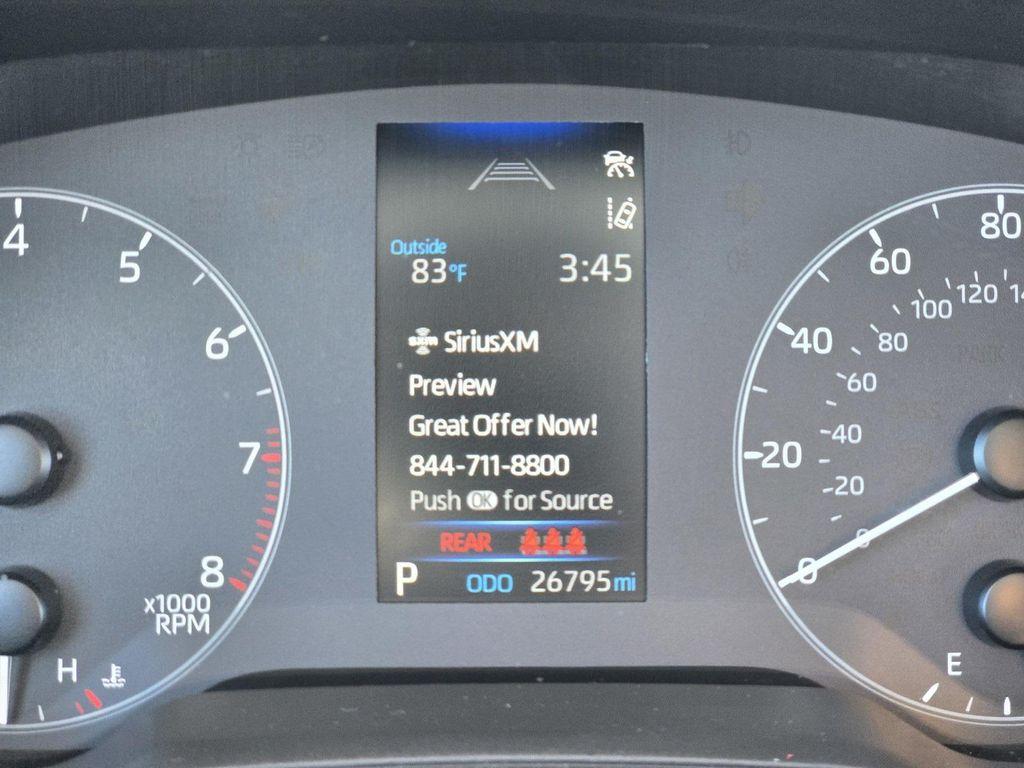 Outside
83°F
3:45
sxm SiriusXM
Preview
Great Offer Now!
844-711-8800
Push OK for Source
REAR
P ODO 26795 mi
4
5
6
7
8
x1000
RPM
H
80
60
40
20
0
120
100
80
60
40
20
0
E